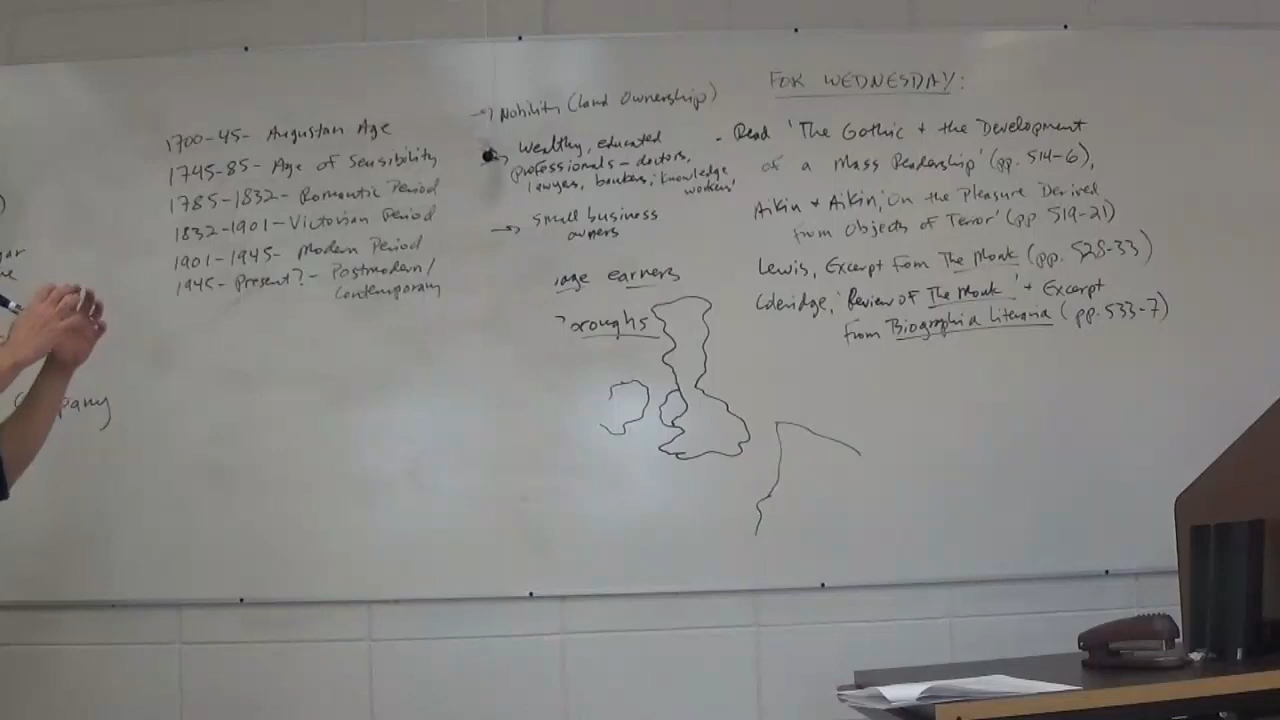 1700-45- Augustan Age
1745-85- Age of Sensibility
1785-1832- Romantic Period
1832-1901-Victorian Period
1901-1945- Modern Period
1945-Present?- Postmodern/
Contemporary
→ Nobility (Land Ownership)
→ Wealthy, educated
professionals - doctors,
lawyers, bankers, 'knowledge
workers'
→ Small business
owners
age earners
oroughs
FOR WEDNESDAY:
- Read 'The Gothic + the Development
of a Mass Readership' (pp. 514-6),
Aikin + Aikin, 'On the Pleasure Derived
from Objects of Terror' (pp. 519-21)
Lewis, Excerpt from The Monk (pp. 528-33)
Coleridge, 'Review of The Monk' + Excerpt
from Biographia Literaria (pp. 533-7)